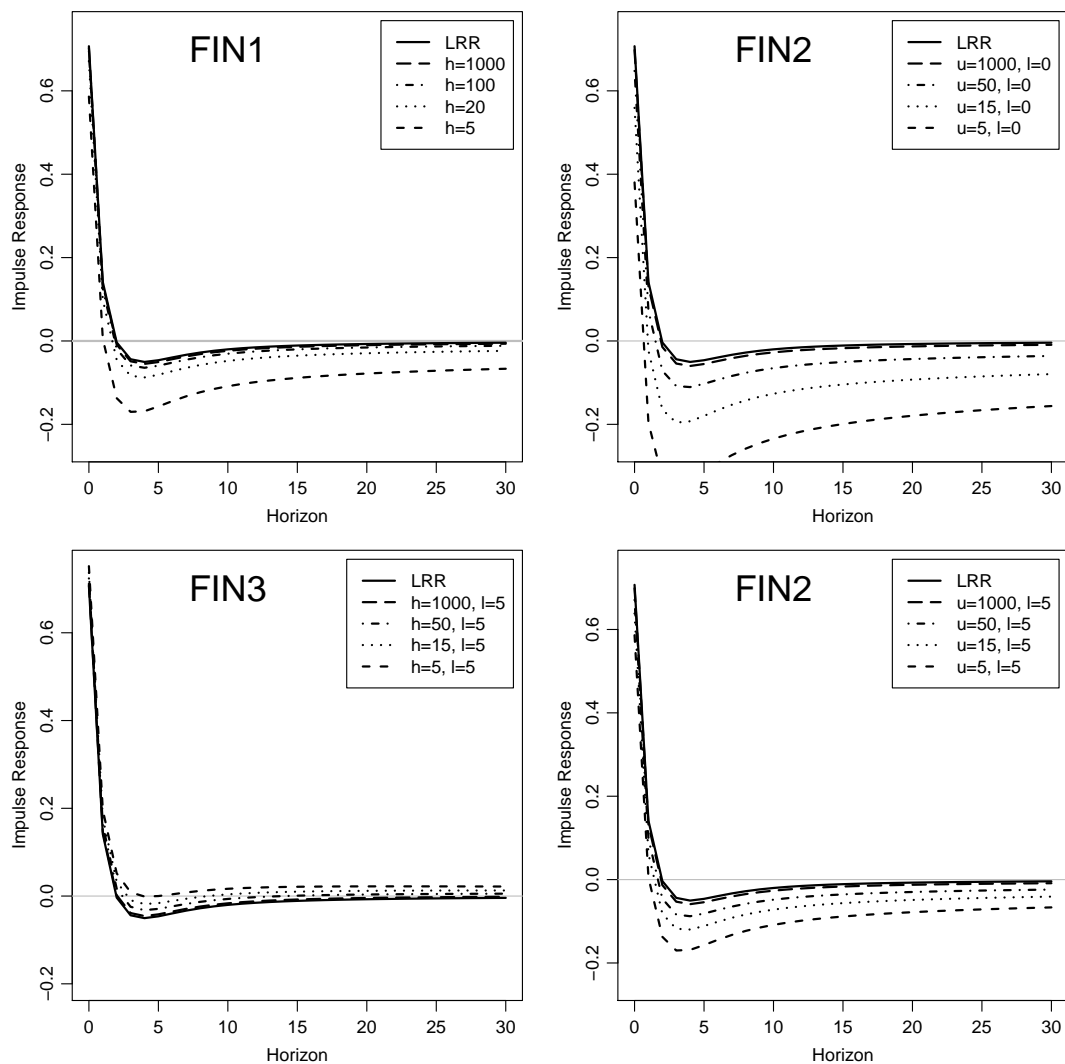 FIN1
LRR
h=1000
h=100
h=20
h=5
Impulse Response
0.6
0.4
0.2
0.0
−0.2
0 5 10 15 20 25 30
Horizon
FIN2
LRR
u=1000, l=0
u=50, l=0
u=15, l=0
u=5, l=0
Impulse Response
0.6
0.4
0.2
0.0
−0.2
0 5 10 15 20 25 30
Horizon
FIN3
LRR
h=1000, l=5
h=50, l=5
h=15, l=5
h=5, l=5
Impulse Response
0.6
0.4
0.2
0.0
−0.2
0 5 10 15 20 25 30
Horizon
FIN2
LRR
u=1000, l=5
u=50, l=5
u=15, l=5
u=5, l=5
Impulse Response
0.6
0.4
0.2
0.0
−0.2
0 5 10 15 20 25 30
Horizon